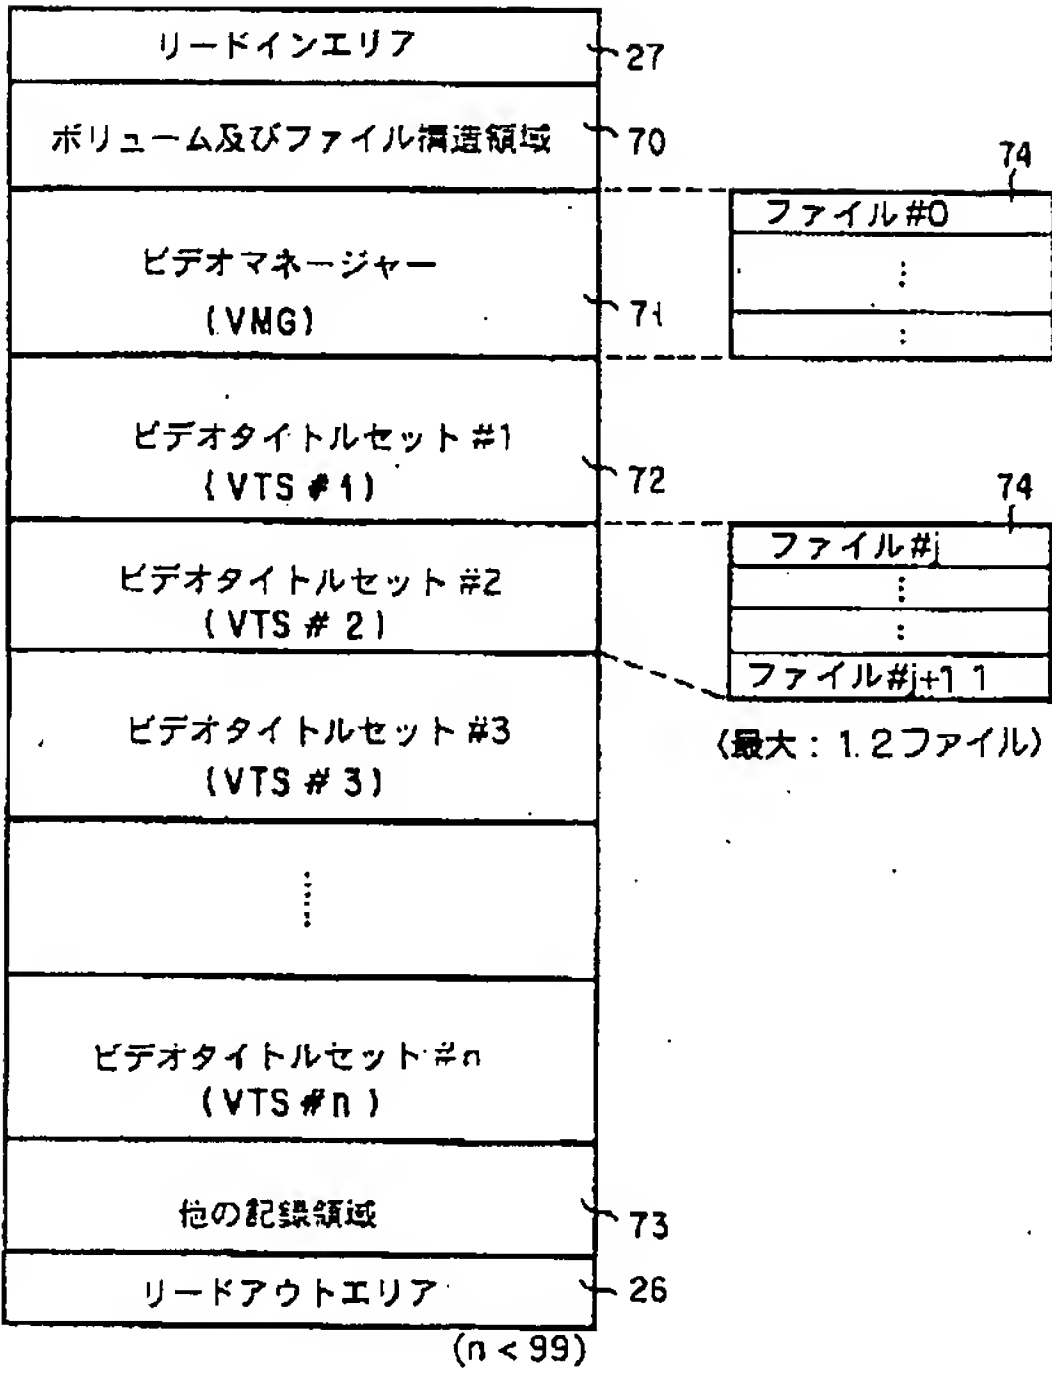 リードインエリア
27
ボリューム及びファイル構造領域
70
ビデオマネージャー
(VMG)
71
74
ファイル#0
ビデオタイトルセット#1
(VTS#1)
72
ビデオタイトルセット#2
(VTS#2)
74
ファイル#j
ファイル#j+11
〈最大：1.2ファイル〉
ビデオタイトルセット#3
(VTS#3)
ビデオタイトルセット#n
(VTS#n)
他の記録領域
73
リードアウトエリア
26
(n<99)